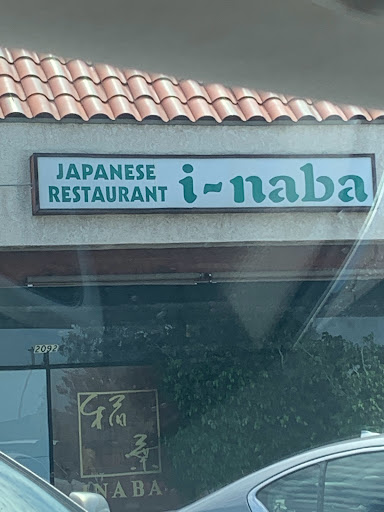 JAPANESE
RESTAURANT
i-naba
2092
稲
葉
INABA